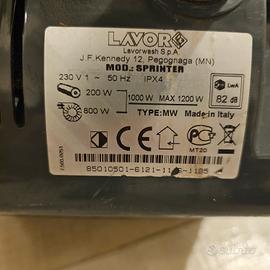 LAVOR
Lavorwash S.p.A.
J.F. Kennedy 12, Pegognaga (MN)
MOD.: SPRINTER
230 V 1 ~ 50 Hz IPX4
200 W
1000 W MAX 1200 W
800 W
LwA
82 dB
TYPE: MW Made in Italy
MT20
subito